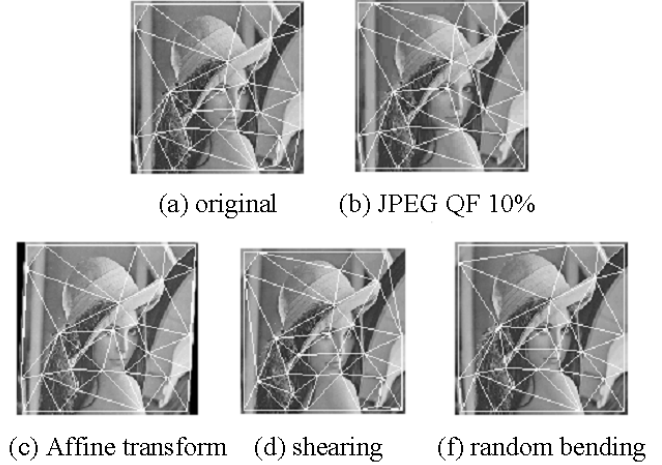 (a) original
(b) JPEG QF 10%
(c) Affine transform
(d) shearing
(f) random bending